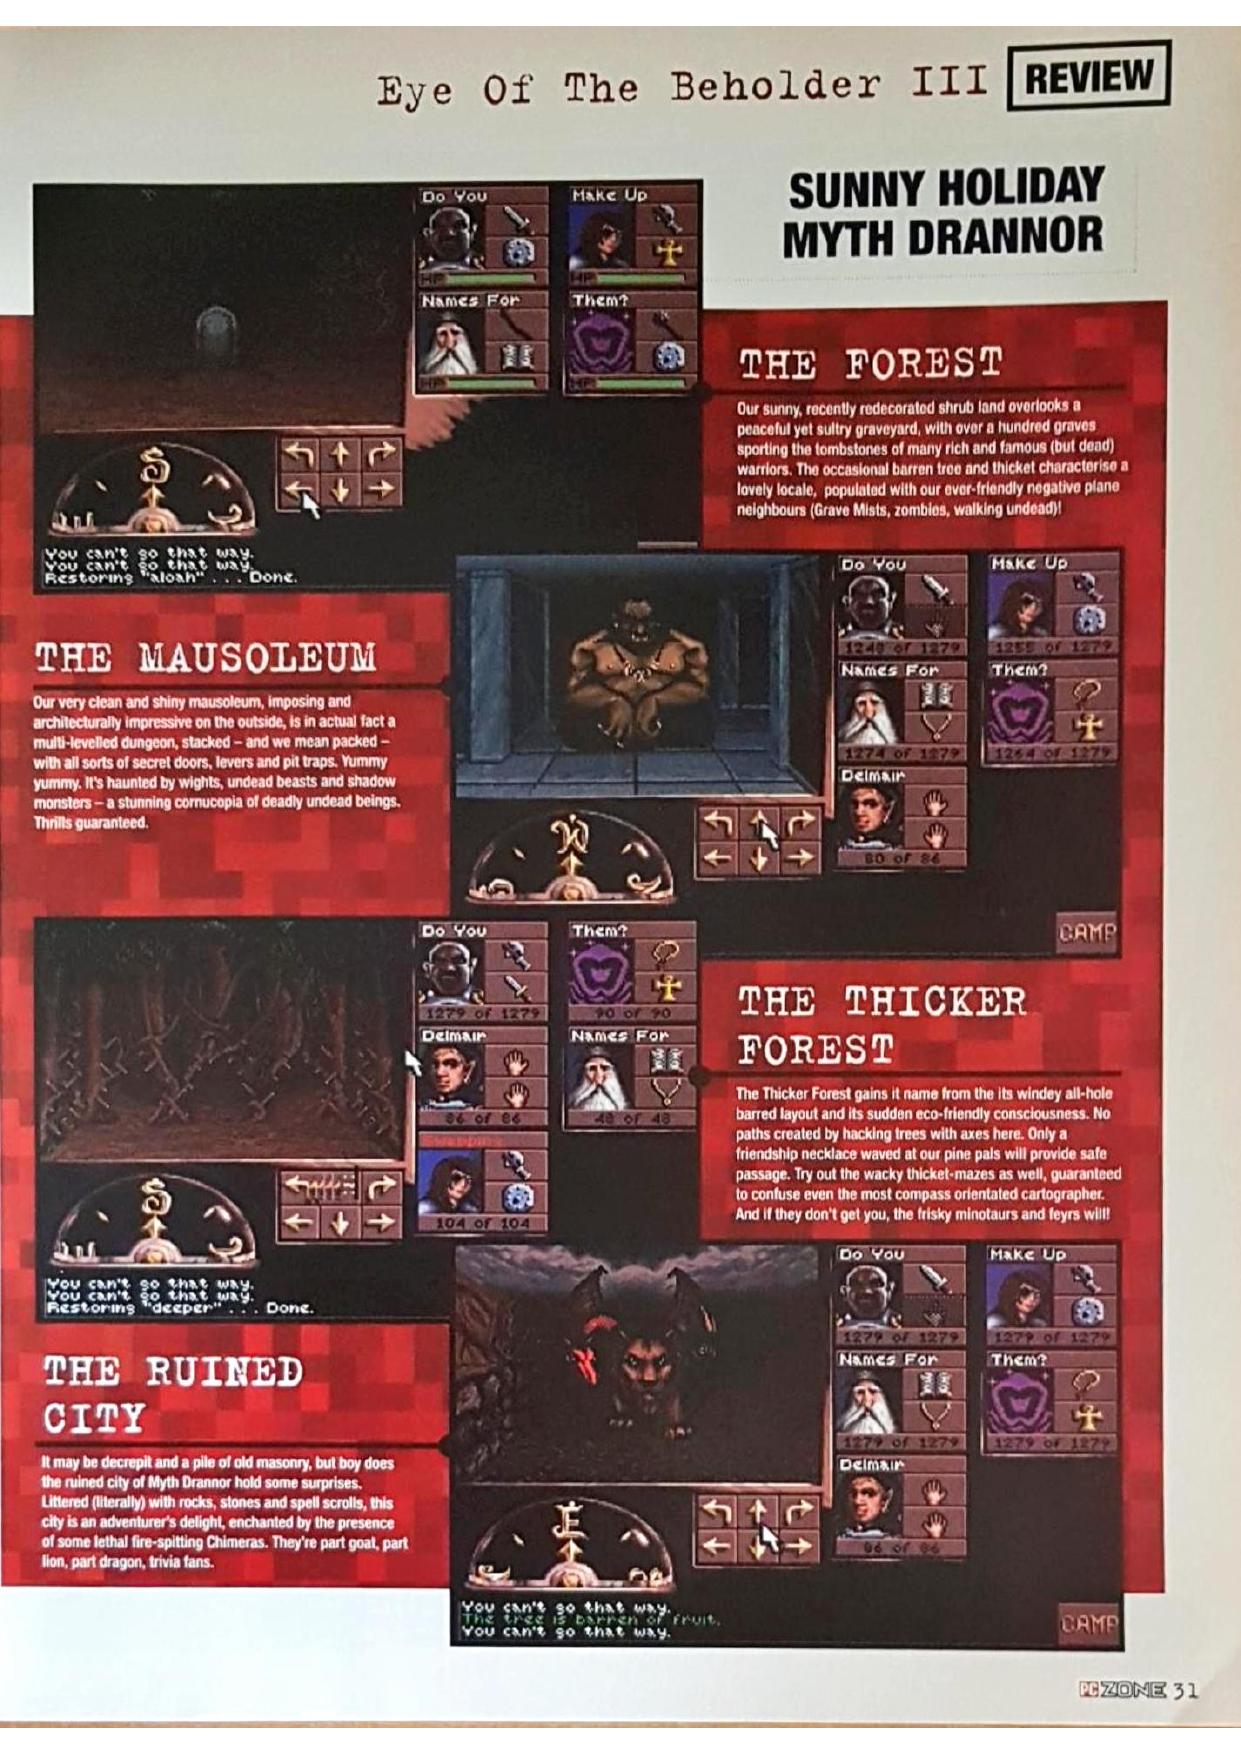 Eye Of The Beholder III REVIEW
SUNNY HOLIDAY
MYTH DRANNOR
Do You
Make Up
HP
Names For
Them?
HP
HP
You can't go that way.
You can't go that way.
Restoring "aloah" . . . Done.
THE FOREST
Our sunny, recently redecorated shrub land overlooks a
peaceful yet sultry graveyard, with over a hundred graves
sporting the tombstones of many rich and famous (but dead)
warriors. The occasional barren tree and thicket characterise a
lovely locale, populated with our ever-friendly negative plane
neighbours (Grave Mists, zombies, walking undead)!
THE MAUSOLEUM
Our very clean and shiny mausoleum, imposing and
architecturally impressive on the outside, is in actual fact a
multi-levelled dungeon, stacked – and we mean packed –
with all sorts of secret doors, levers and pit traps. Yummy
yummy. It's haunted by wights, undead beasts and shadow
monsters – a stunning cornucopia of deadly undead beings.
Thrills guaranteed.
Do You
Make Up
1248 of 1279
1255 of 1279
Names For
Them?
1274 of 1279
1264 of 1279
Delmair
80 of 86
W
CAMP
Do You
Them?
1279 of 1279
90 of 90
Delmair
Names For
86 of 86
48 of 48
Swapping
104 of 104
S
You can't go that way.
You can't go that way.
Restoring "deeper" . . . Done.
THE THICKER
FOREST
The Thicker Forest gains it name from the its windey all-hole
barred layout and its sudden eco-friendly consciousness. No
paths created by hacking trees with axes here. Only a
friendship necklace waved at our pine pals will provide safe
passage. Try out the wacky thicket-mazes as well, guaranteed
to confuse even the most compass orientated cartographer.
And if they don't get you, the frisky minotaurs and feyrs will!
THE RUINED
CITY
It may be decrepit and a pile of old masonry, but boy does
the ruined city of Myth Drannor hold some surprises.
Littered (literally) with rocks, stones and spell scrolls, this
city is an adventurer's delight, enchanted by the presence
of some lethal fire-spitting Chimeras. They're part goat, part
lion, part dragon, trivia fans.
Do You
Make Up
1279 of 1279
1279 of 1279
Names For
Them?
1279 of 1279
1279 of 1279
Delmair
86 of 86
E
You can't go that way.
The tree is barren of fruit.
You can't go that way.
CAMP
PC ZONE 31